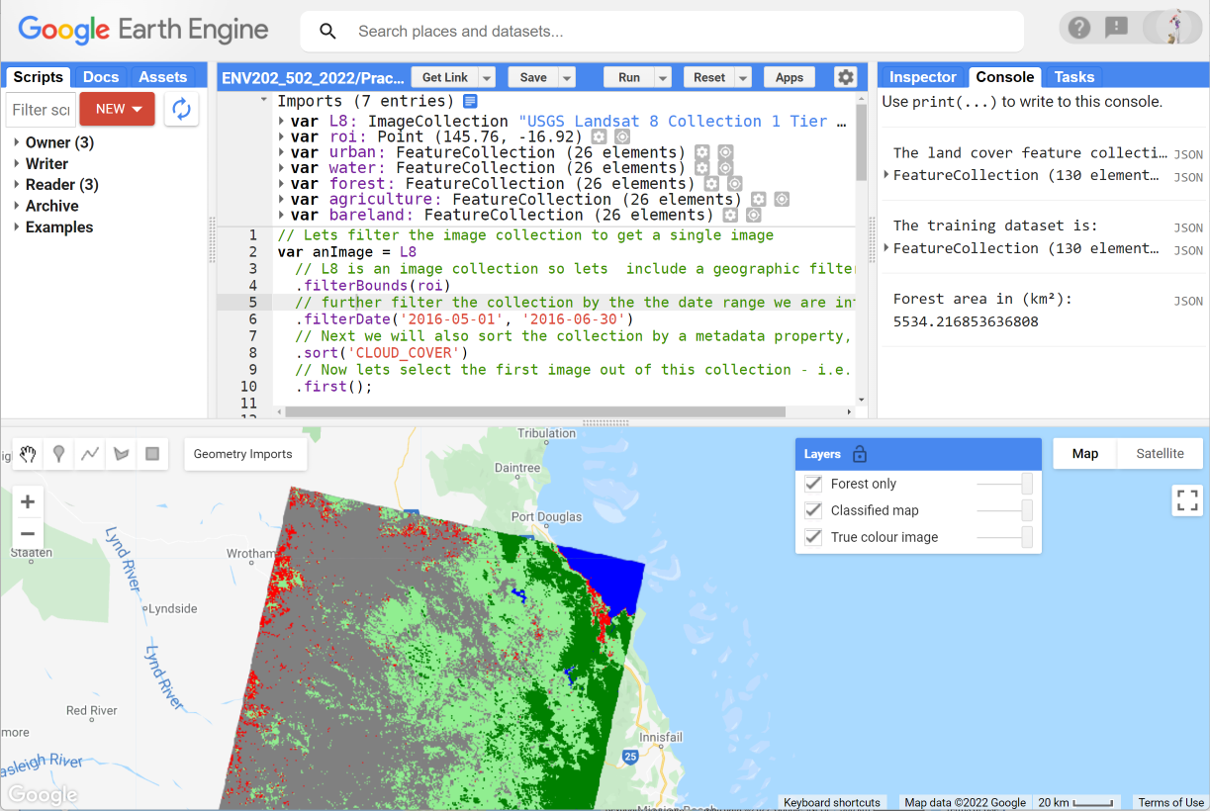 Google Earth Engine
Search places and datasets...
Scripts Docs Assets
Filter scr
NEW
Owner (3)
Writer
Reader (3)
Archive
Examples
ENV202_502_2022/Prac... Get Link Save Run Reset Apps
Imports (7 entries)
var L8: ImageCollection "USGS Landsat 8 Collection 1 Tier …
var roi: Point (145.76, -16.92)
var urban: FeatureCollection (26 elements)
var water: FeatureCollection (26 elements)
var forest: FeatureCollection (26 elements)
var agriculture: FeatureCollection (26 elements)
var bareland: FeatureCollection (26 elements)
1 // Lets filter the image collection to get a single image
2 var anImage = L8
3 // L8 is an image collection so lets  include a geographic filter
4 .filterBounds(roi)
5 // further filter the collection by the the date range we are int
6 .filterDate('2016-05-01', '2016-06-30')
7 // Next we will also sort the collection by a metadata property,
8 .sort('CLOUD_COVER')
9 // Now lets select the first image out of this collection - i.e.
10 .first();
11
Inspector Console Tasks
Use print(...) to write to this console.
The land cover feature collecti… JSON
FeatureCollection (130 element… JSON
The training dataset is: JSON
FeatureCollection (130 element… JSON
Forest area in (km²): JSON
5534.216853636808
Geometry Imports
+
−
Layers
Forest only
Classified map
True colour image
Map Satellite
Tribulation
Daintree
Port Douglas
Staaten
Wrotham
Lynd River
Lyndside
Lynd River
Red River
more
asleigh River
Innisfail
25
Google
Keyboard shortcuts Map data ©2022 Google 20 km Terms of Use